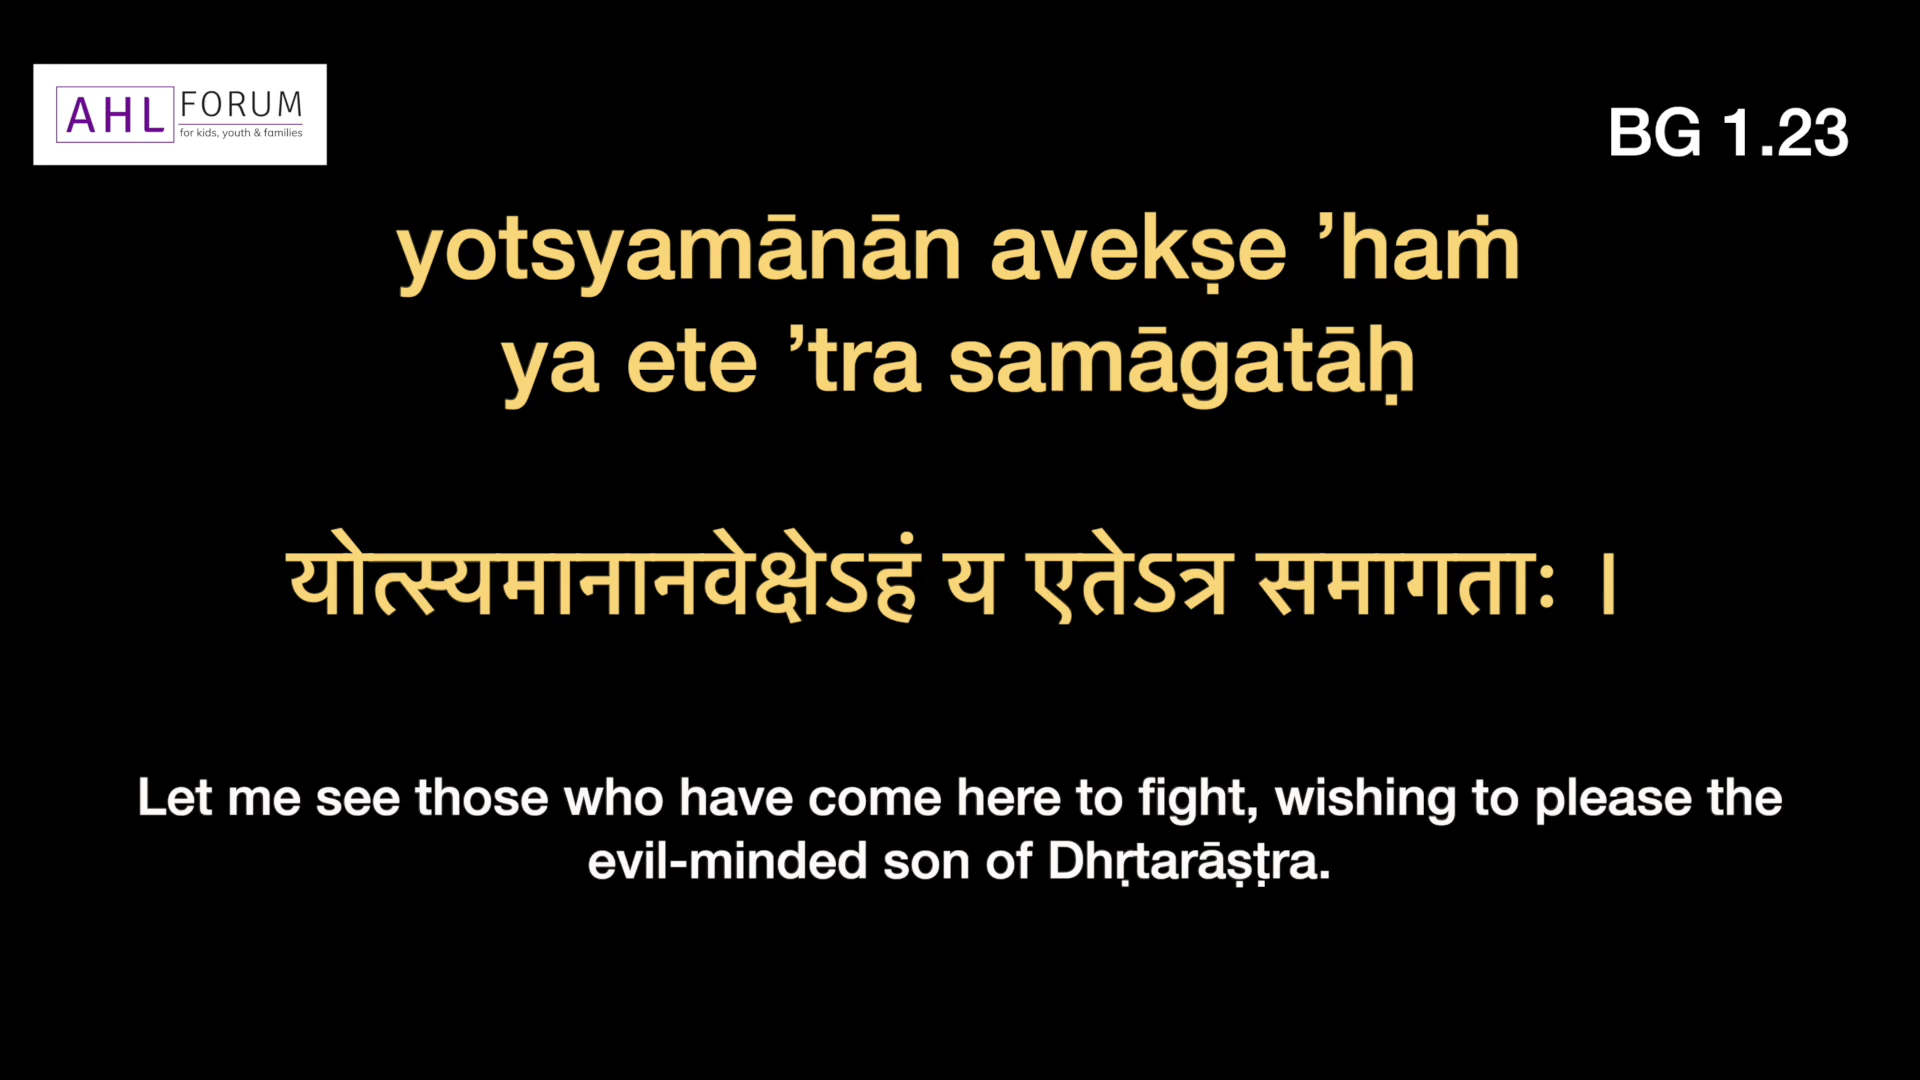 AHL FORUM
for kids, youth & families
BG 1.23
yotsyamānān avekṣe ’haṁ
ya ete ’tra samāgatāḥ
योत्स्यमानानवेक्षेऽहं य एतेऽत्र समागताः ।
Let me see those who have come here to fight, wishing to please the
evil-minded son of Dhṛtarāṣṭra.